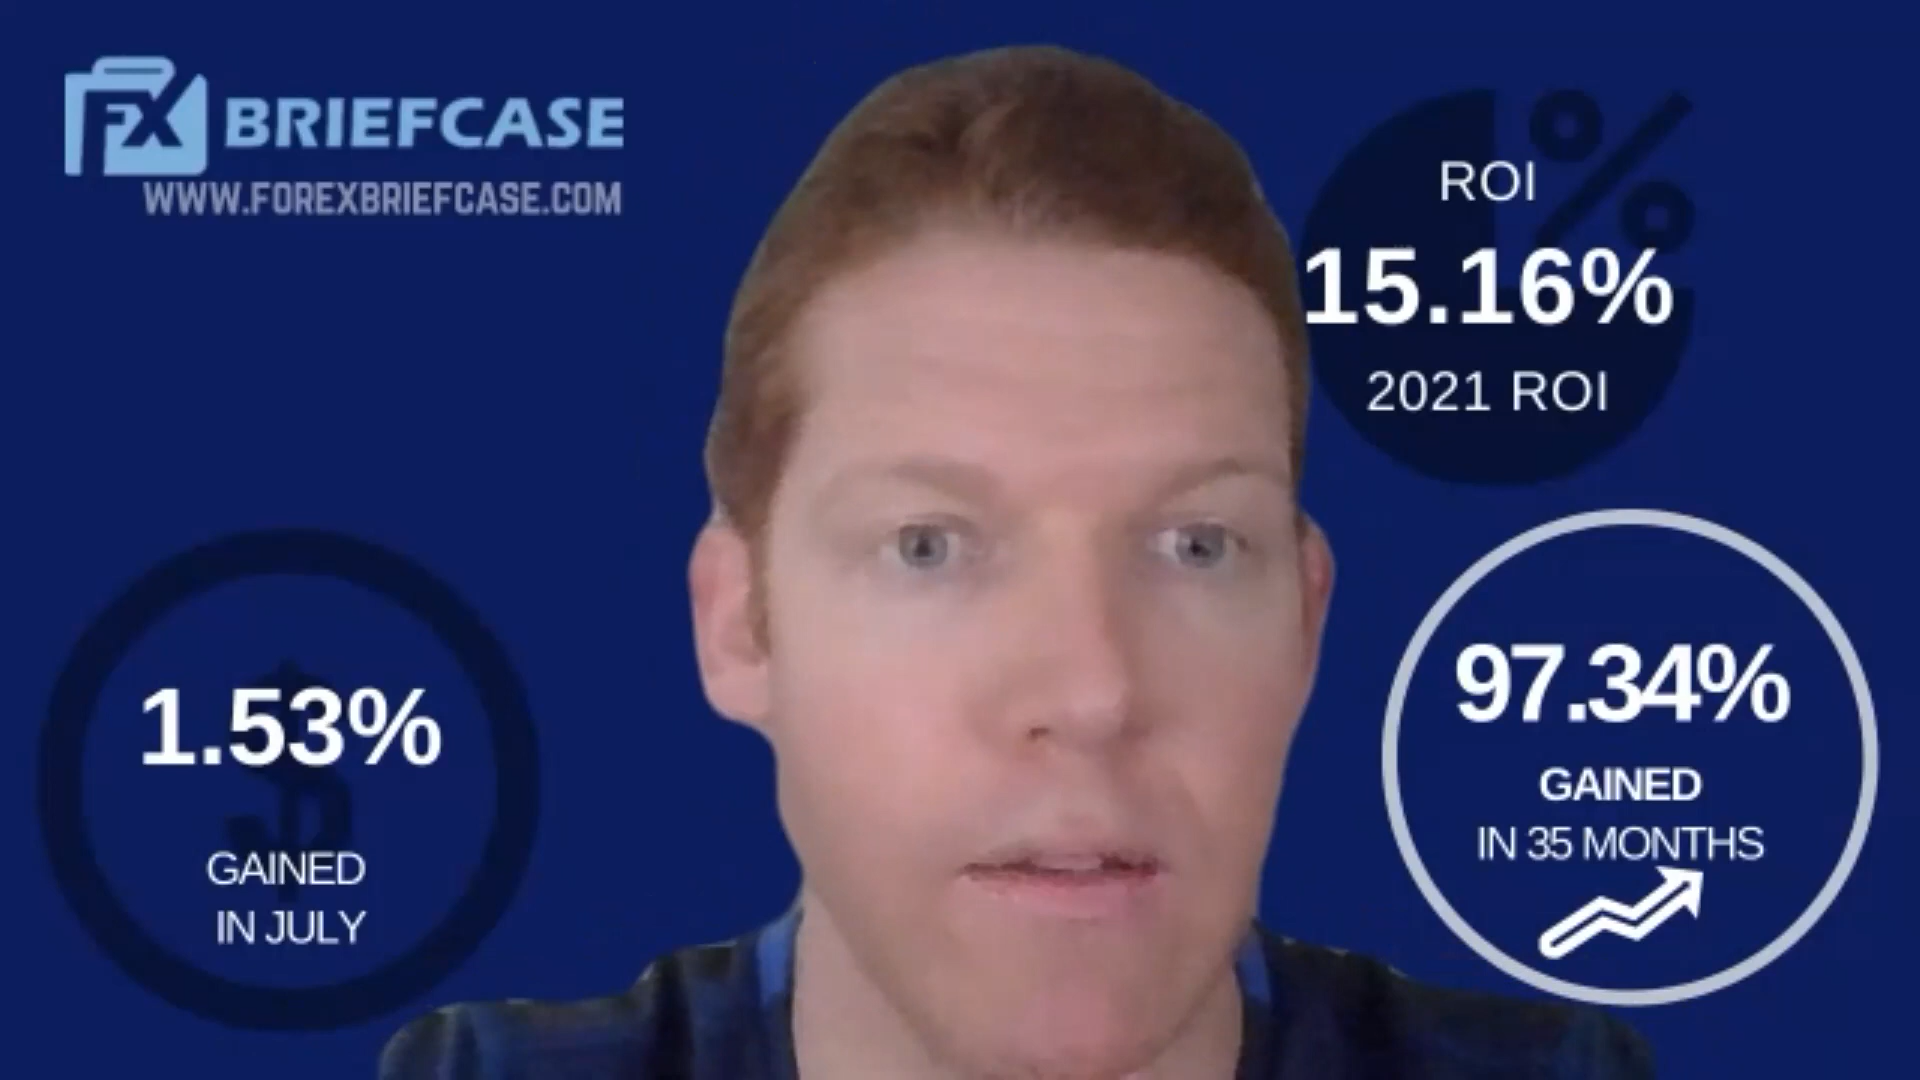 FX BRIEFCASE
WWW.FOREXBRIEFCASE.COM
ROI
15.16%
2021 ROI
1.53%
GAINED
IN JULY
97.34%
GAINED
IN 35 MONTHS